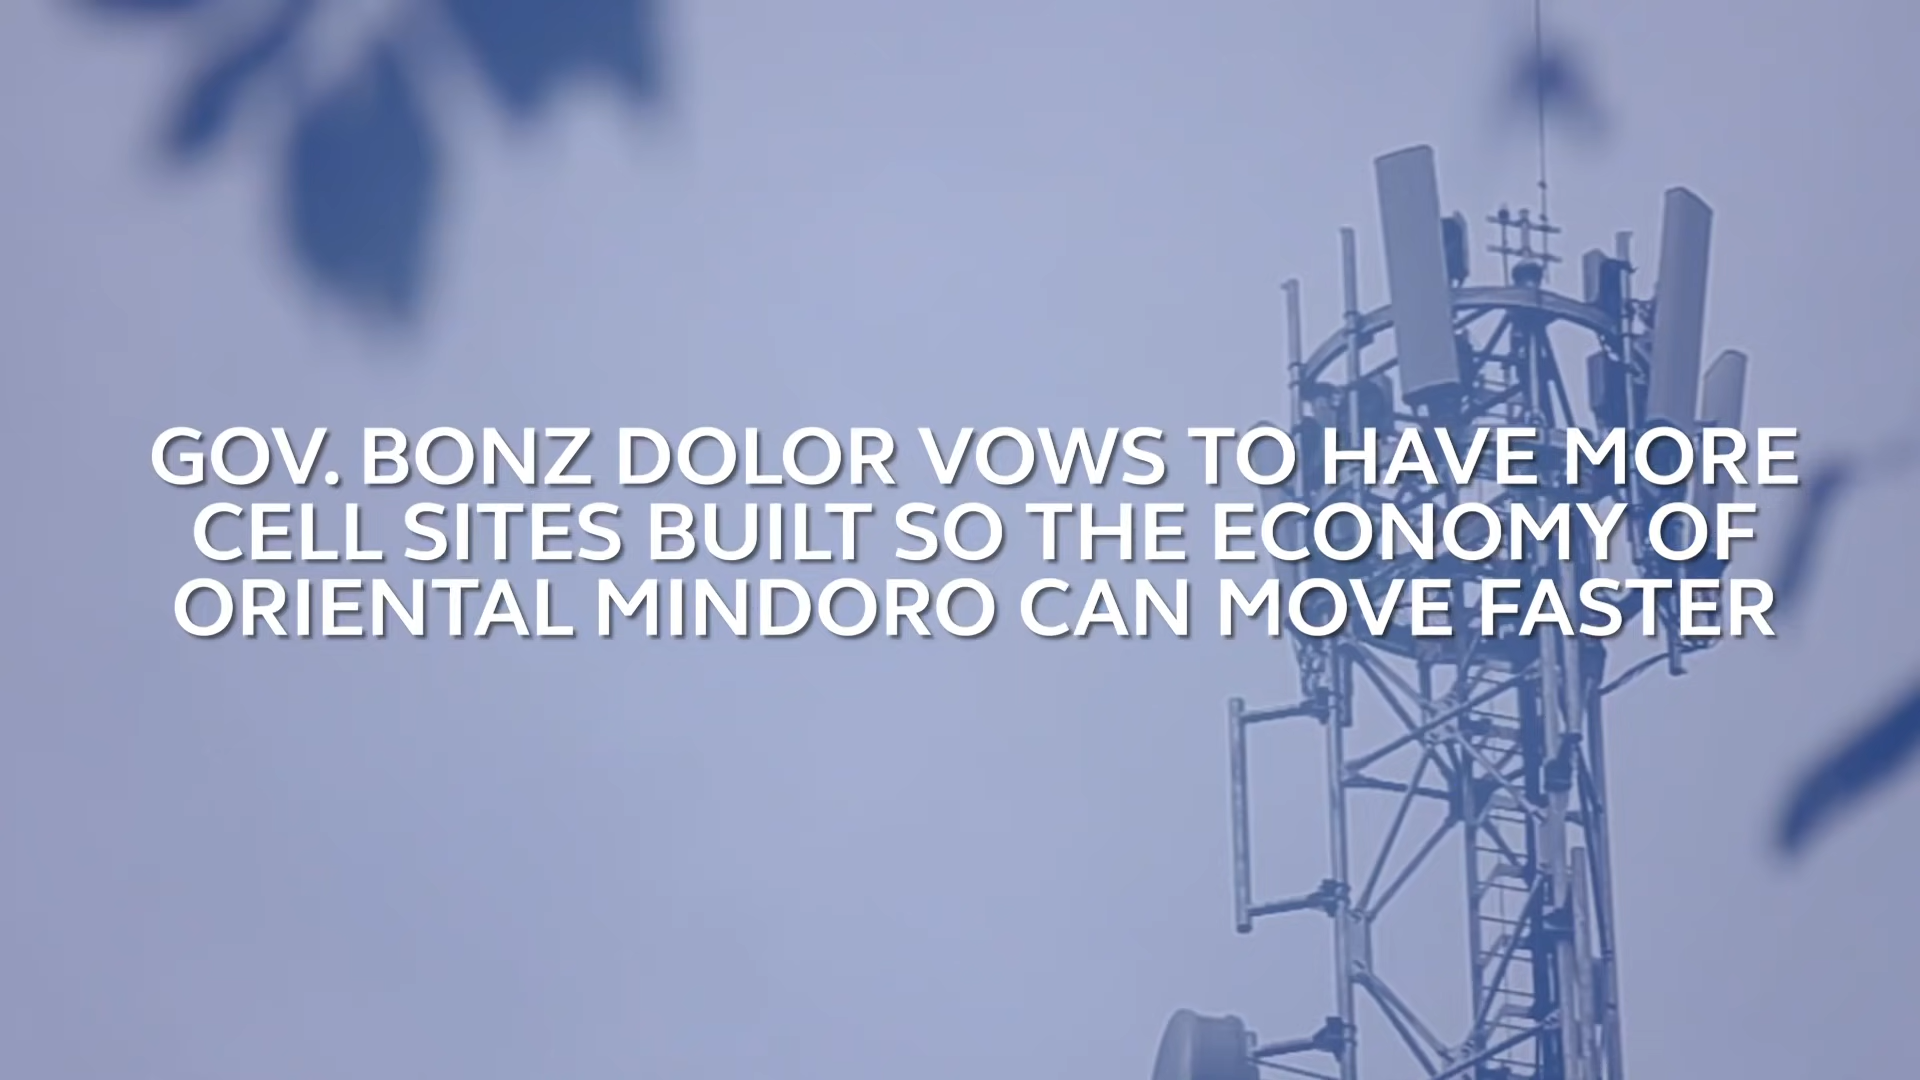 GOV. BONZ DOLOR VOWS TO HAVE MORE
CELL SITES BUILT SO THE ECONOMY OF
ORIENTAL MINDORO CAN MOVE FASTER